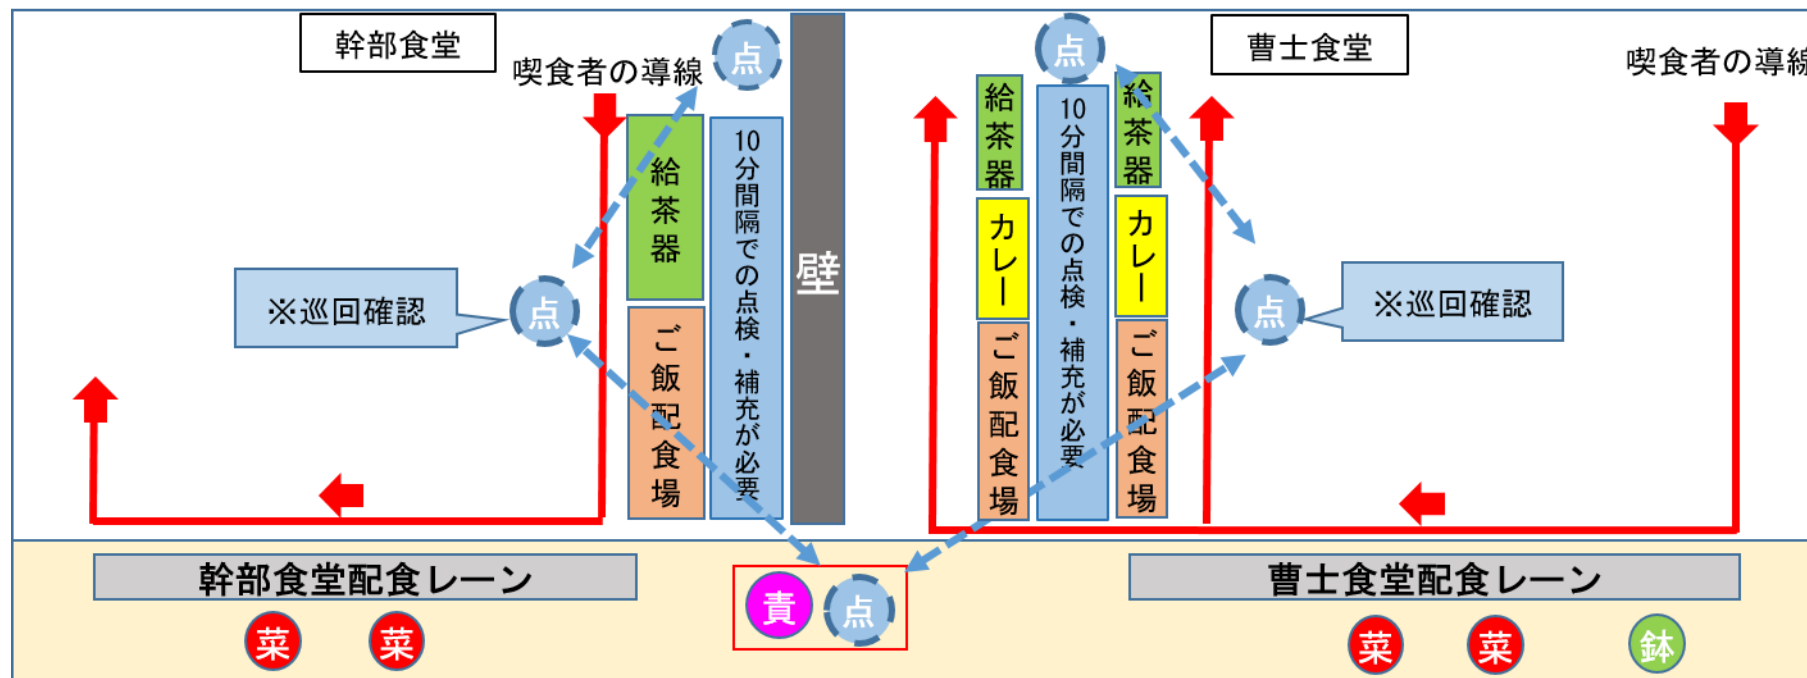 幹部食堂
点
喫食者の導線
給茶器
ご飯配食場
10分間隔での点検・補充が必要
壁
※巡回確認
点
点
曹士食堂
喫食者の導線
給茶器
カレー
ご飯配食場
10分間隔での点検・補充が必要
給茶器
カレー
ご飯配食場
点
※巡回確認
幹部食堂配食レーン
菜
菜
責
点
曹士食堂配食レーン
菜
菜
鉢